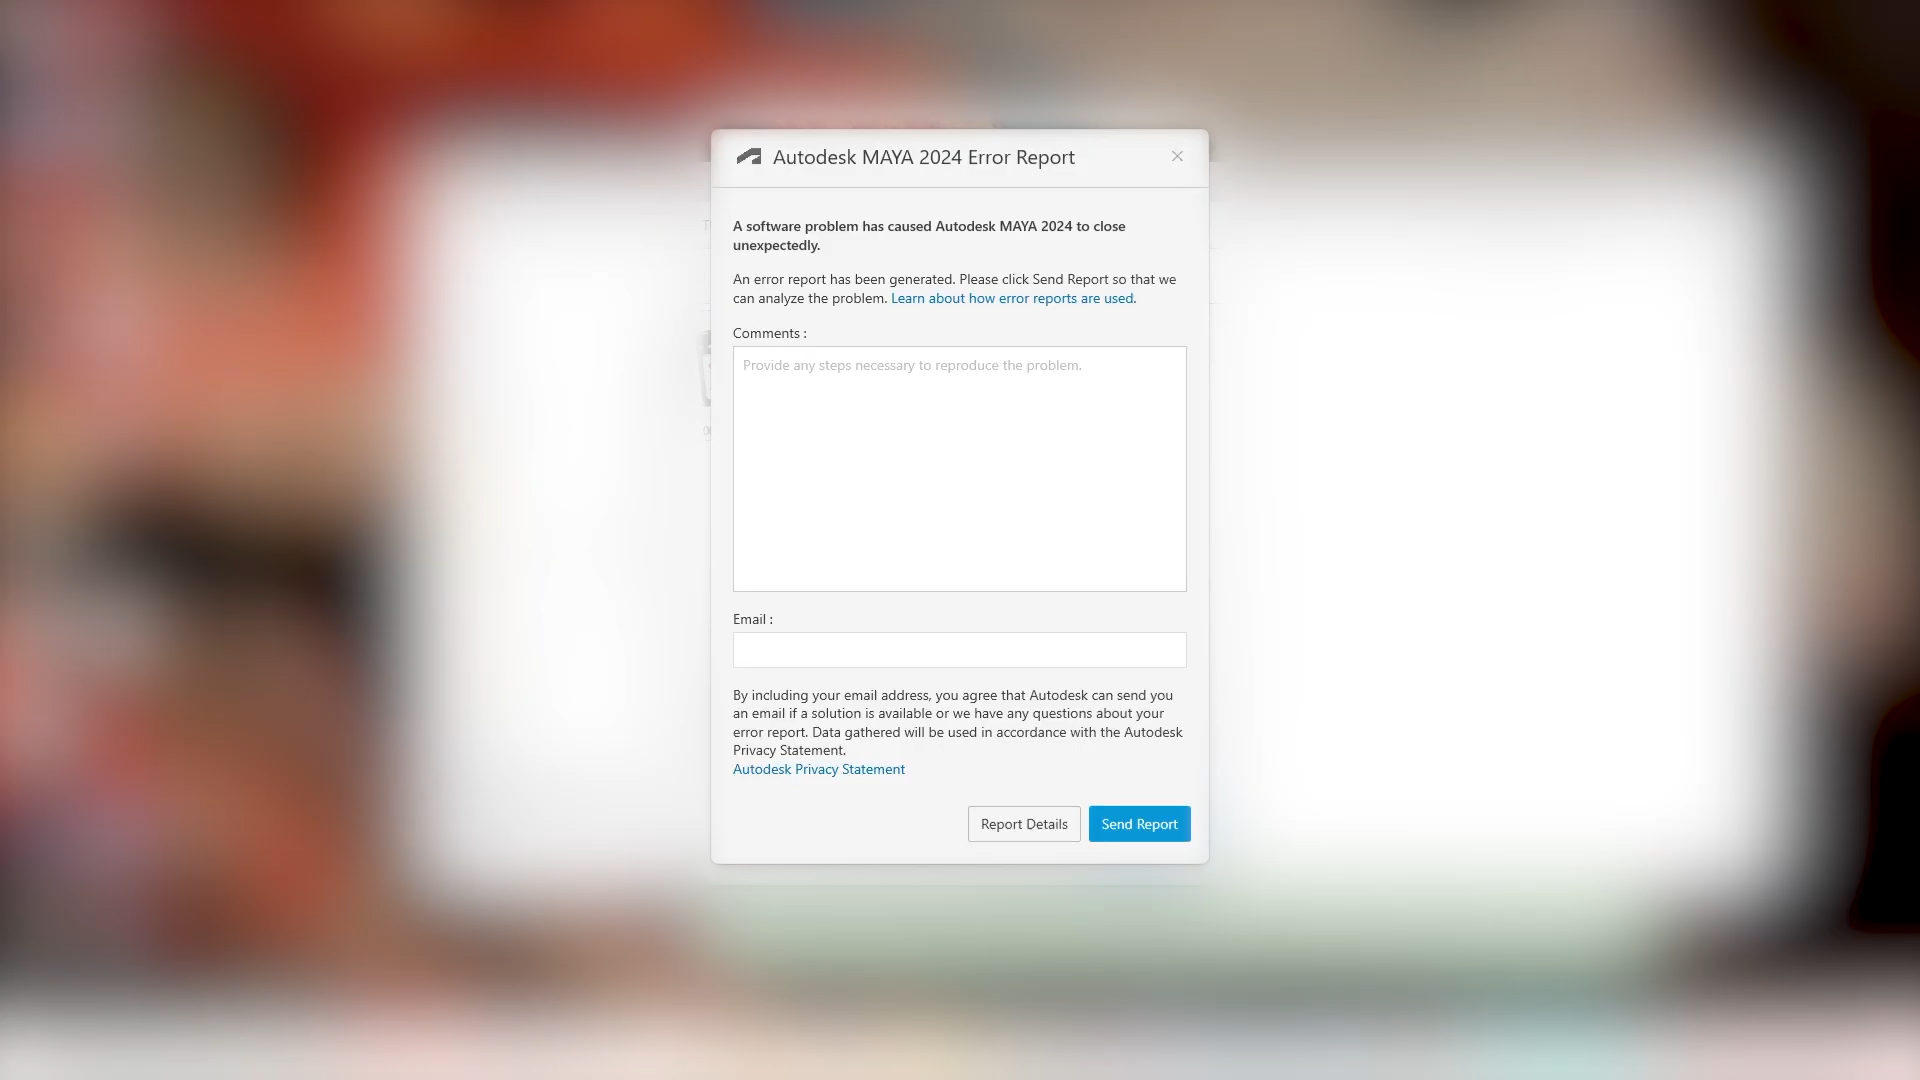 Autodesk MAYA 2024 Error Report
A software problem has caused Autodesk MAYA 2024 to close
unexpectedly.
An error report has been generated. Please click Send Report so that we
can analyze the problem. Learn about how error reports are used.
Comments :
Provide any steps necessary to reproduce the problem.
Email :
By including your email address, you agree that Autodesk can send you
an email if a solution is available or we have any questions about your
error report. Data gathered will be used in accordance with the Autodesk
Privacy Statement.
Autodesk Privacy Statement
Report Details
Send Report